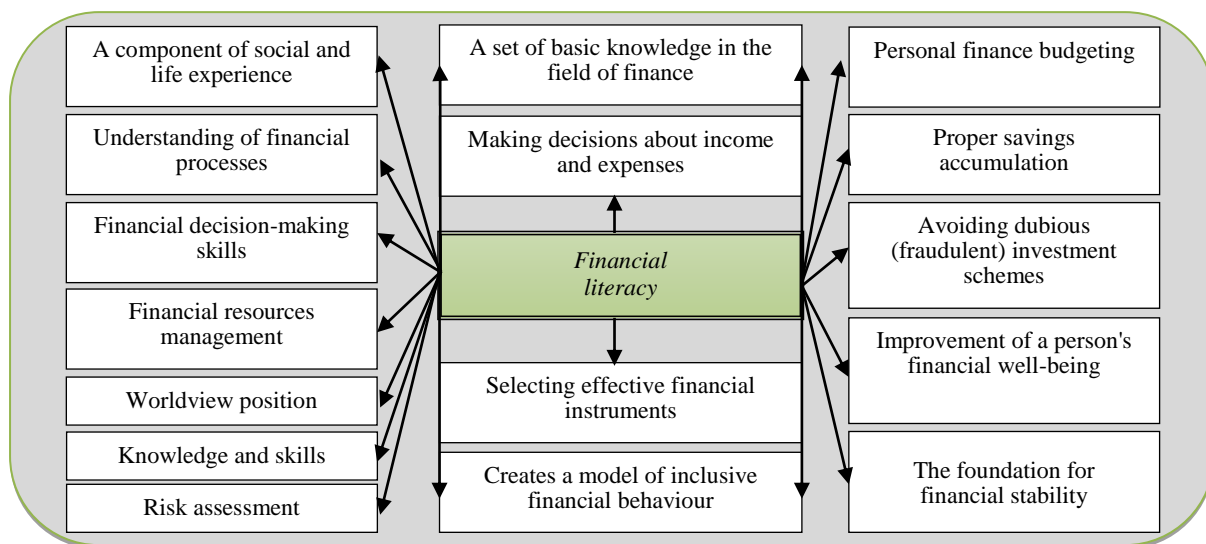 A component of social and
life experience
Understanding of financial
processes
Financial decision-making
skills
Financial resources
management
Worldview position
Knowledge and skills
Risk assessment
A set of basic knowledge in the
field of finance
Making decisions about income
and expenses
Financial
literacy
Selecting effective financial
instruments
Creates a model of inclusive
financial behaviour
Personal finance budgeting
Proper savings
accumulation
Avoiding dubious
(fraudulent) investment
schemes
Improvement of a person's
financial well-being
The foundation for
financial stability